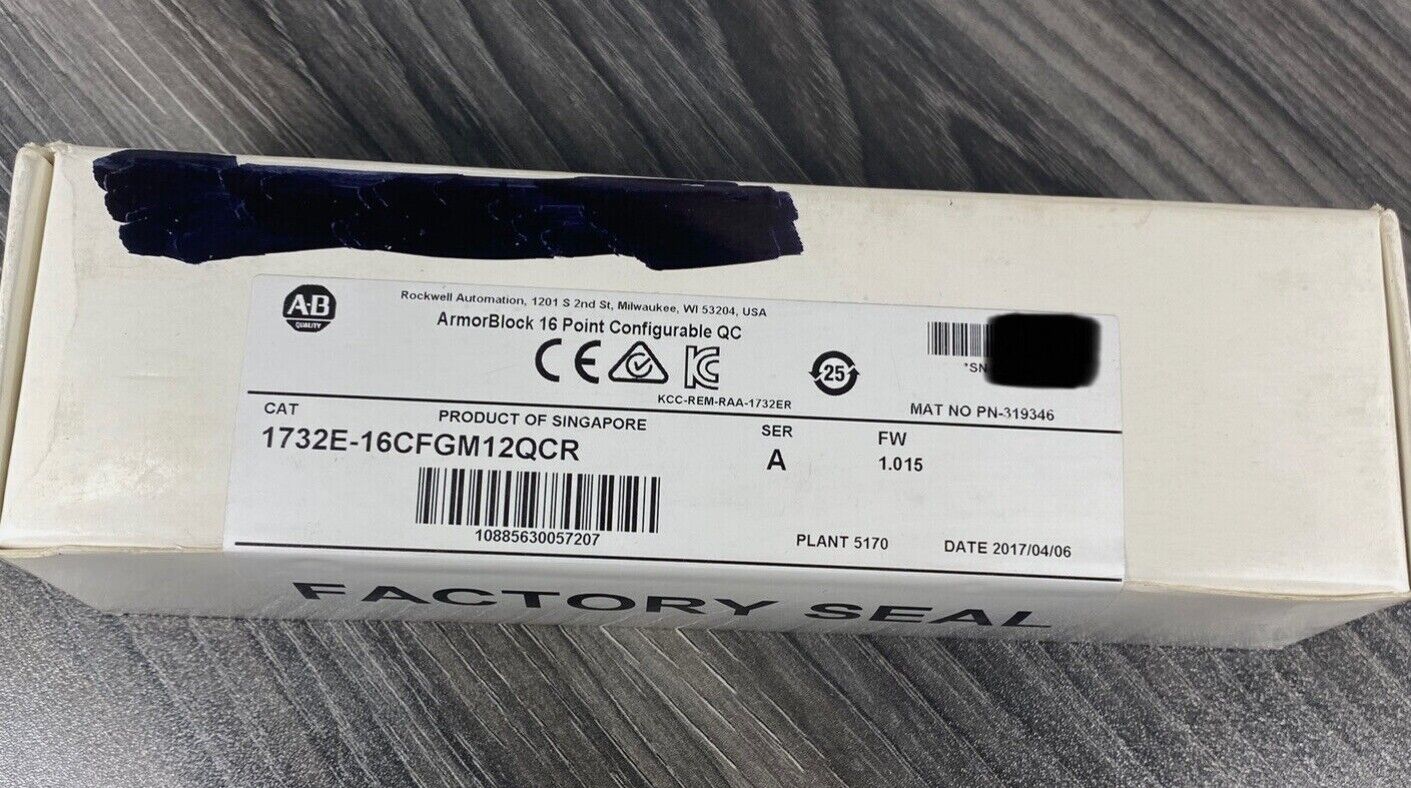 A-B
QUALITY
Rockwell Automation, 1201 S 2nd St, Milwaukee, WI 53204, USA
ArmorBlock 16 Point Configurable QC
CE
KC
25
*SN
KCC-REM-RAA-1732ER
MAT NO PN-319346
CAT
PRODUCT OF SINGAPORE
SER
FW
1732E-16CFGM12QCR
A
1.015
10885630057207
PLANT 5170
DATE 2017/04/06
FACTORY SEAL